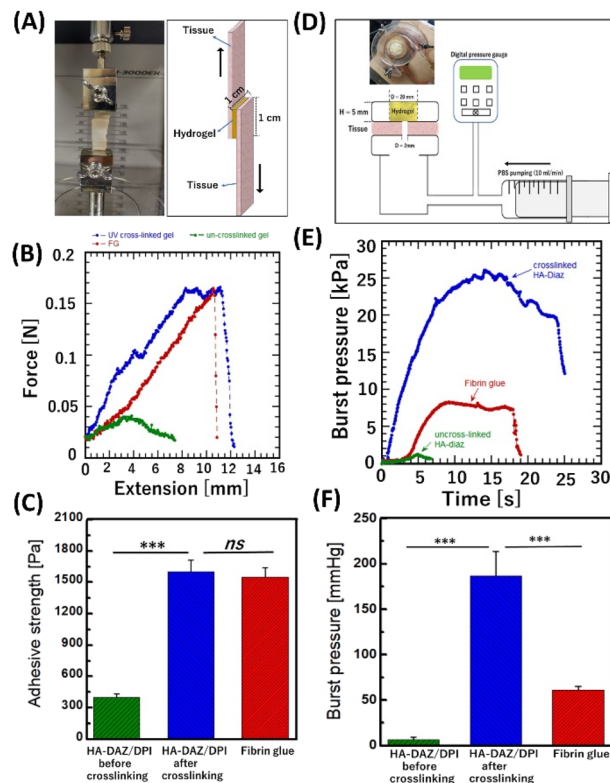 (A)
Tissue
1 cm
1 cm
Hydrogel
Tissue
(D)
Digital pressure gauge
D = 20mm
H = 5 mm
Hydrogel
Tissue
D = 2mm
PBS pumping (10 ml/min)
(B)
UV cross-linked gel
un-crosslinked gel
FG
Force [N]
0.2
0.15
0.1
0.05
0
0 2 4 6 8 10 12 14 16
Extension [mm]
(E)
Burst pressure [kPa]
35
30
25
20
15
10
5
0
crosslinked
HA-Diaz
Fibrin glue
uncross-linked
HA-diaz
0 5 10 15 20 25 30
Time [s]
(C)
Adhesive strength [Pa]
1800
1500
1200
900
600
300
0
***
ns
HA-DAZ/DPI
before
crosslinking
HA-DAZ/DPI
after
crosslinking
Fibrin glue
(F)
Burst pressure [mmHg]
250
200
150
100
50
0
***
***
HA-DAZ/DPI
before
crosslinking
HA-DAZ/DPI
after
crosslinking
Fibrin glue